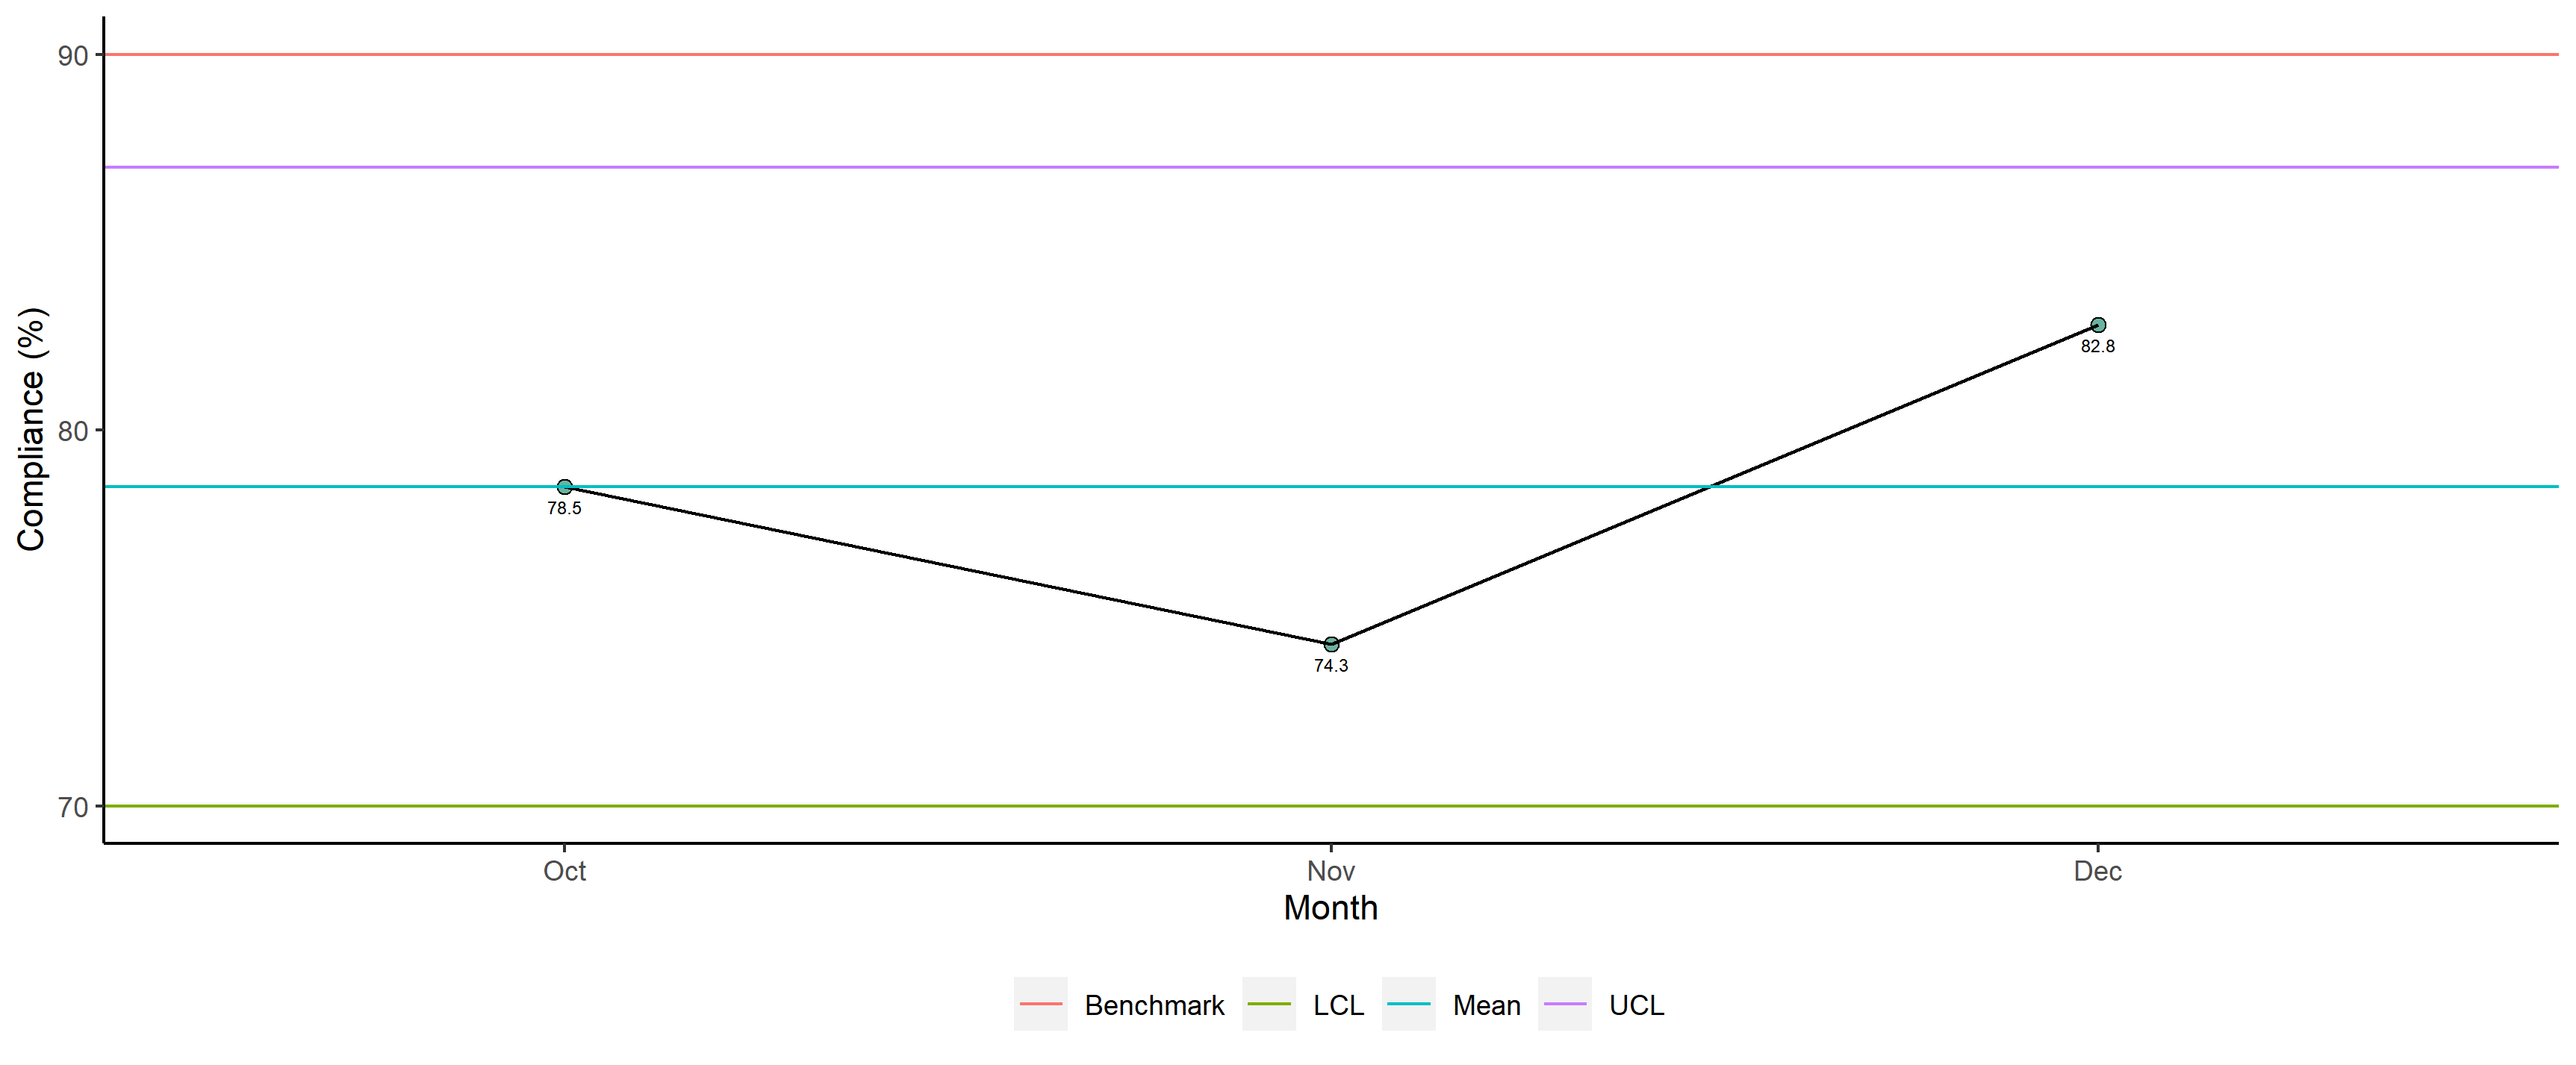 90
80
70
Compliance (%)
78.5
74.3
82.8
Oct
Nov
Dec
Month
Benchmark
LCL
Mean
UCL